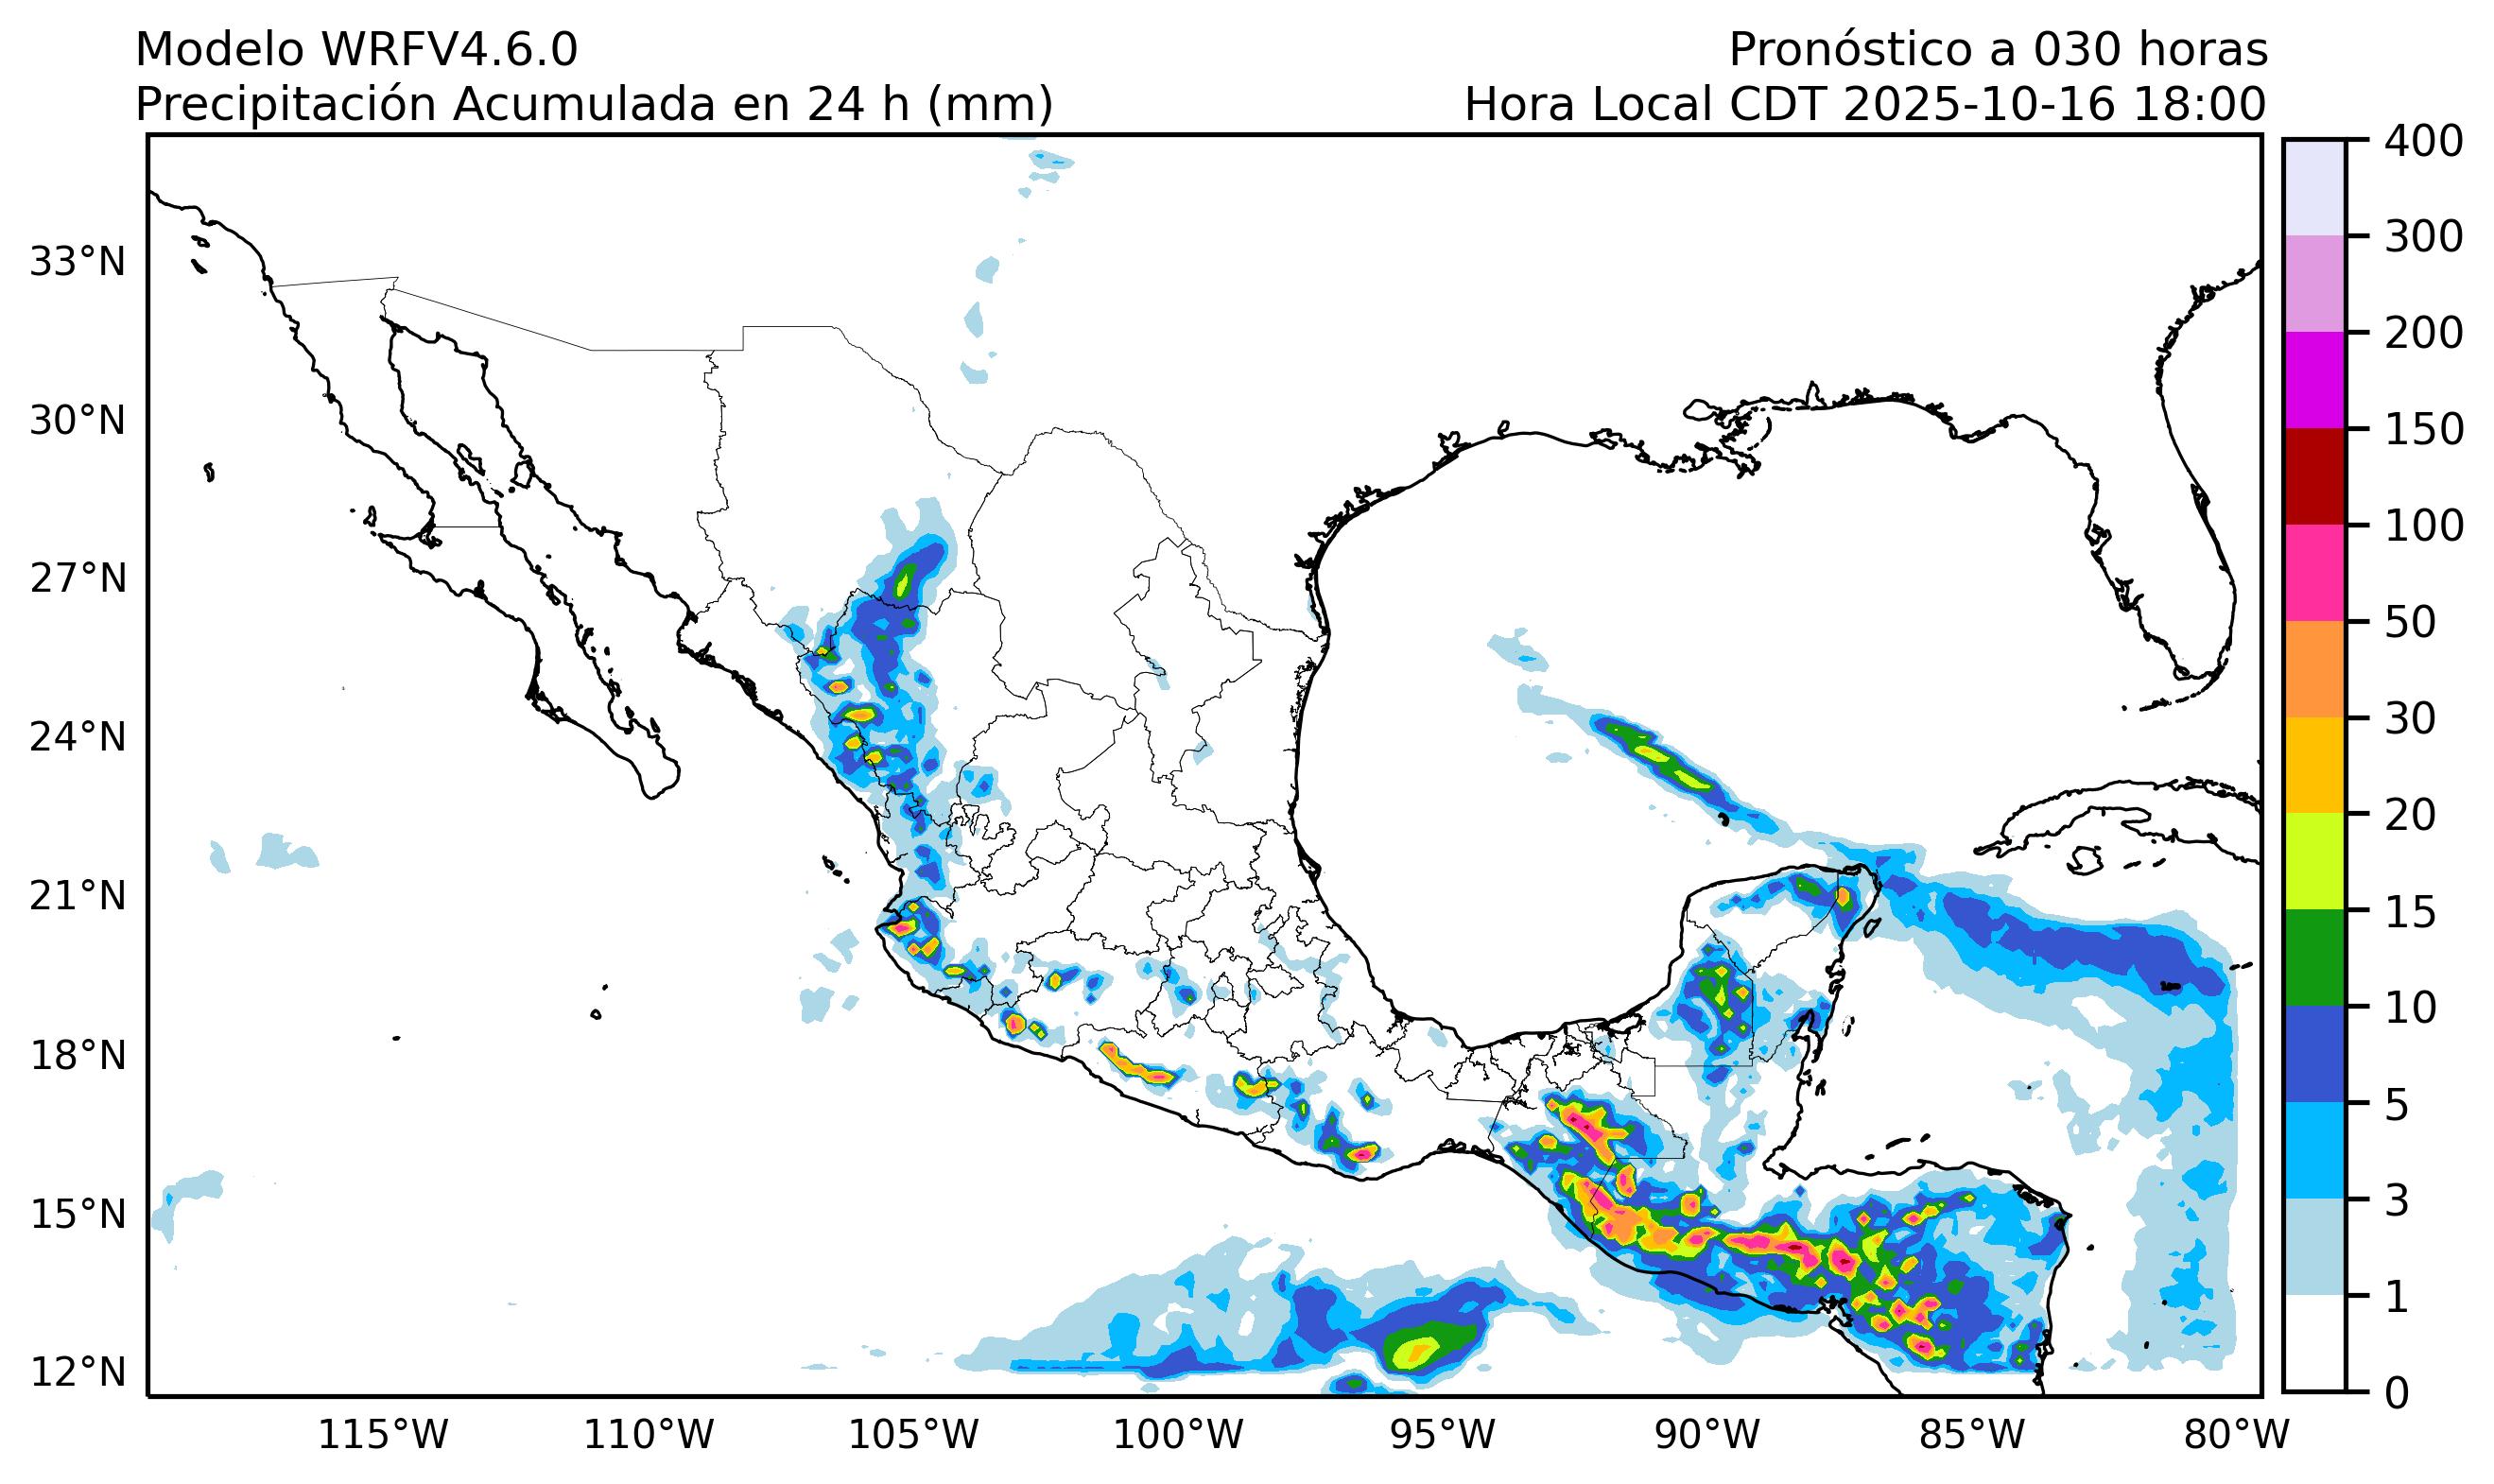 Modelo WRFV4.6.0
Pronóstico a 030 horas
Precipitación Acumulada en 24 h (mm)
Hora Local CDT 2025-10-16 18:00
33°N
30°N
27°N
24°N
21°N
18°N
15°N
12°N
115°W
110°W
105°W
100°W
95°W
90°W
85°W
80°W
400
300
200
150
100
50
30
20
15
10
5
3
1
0